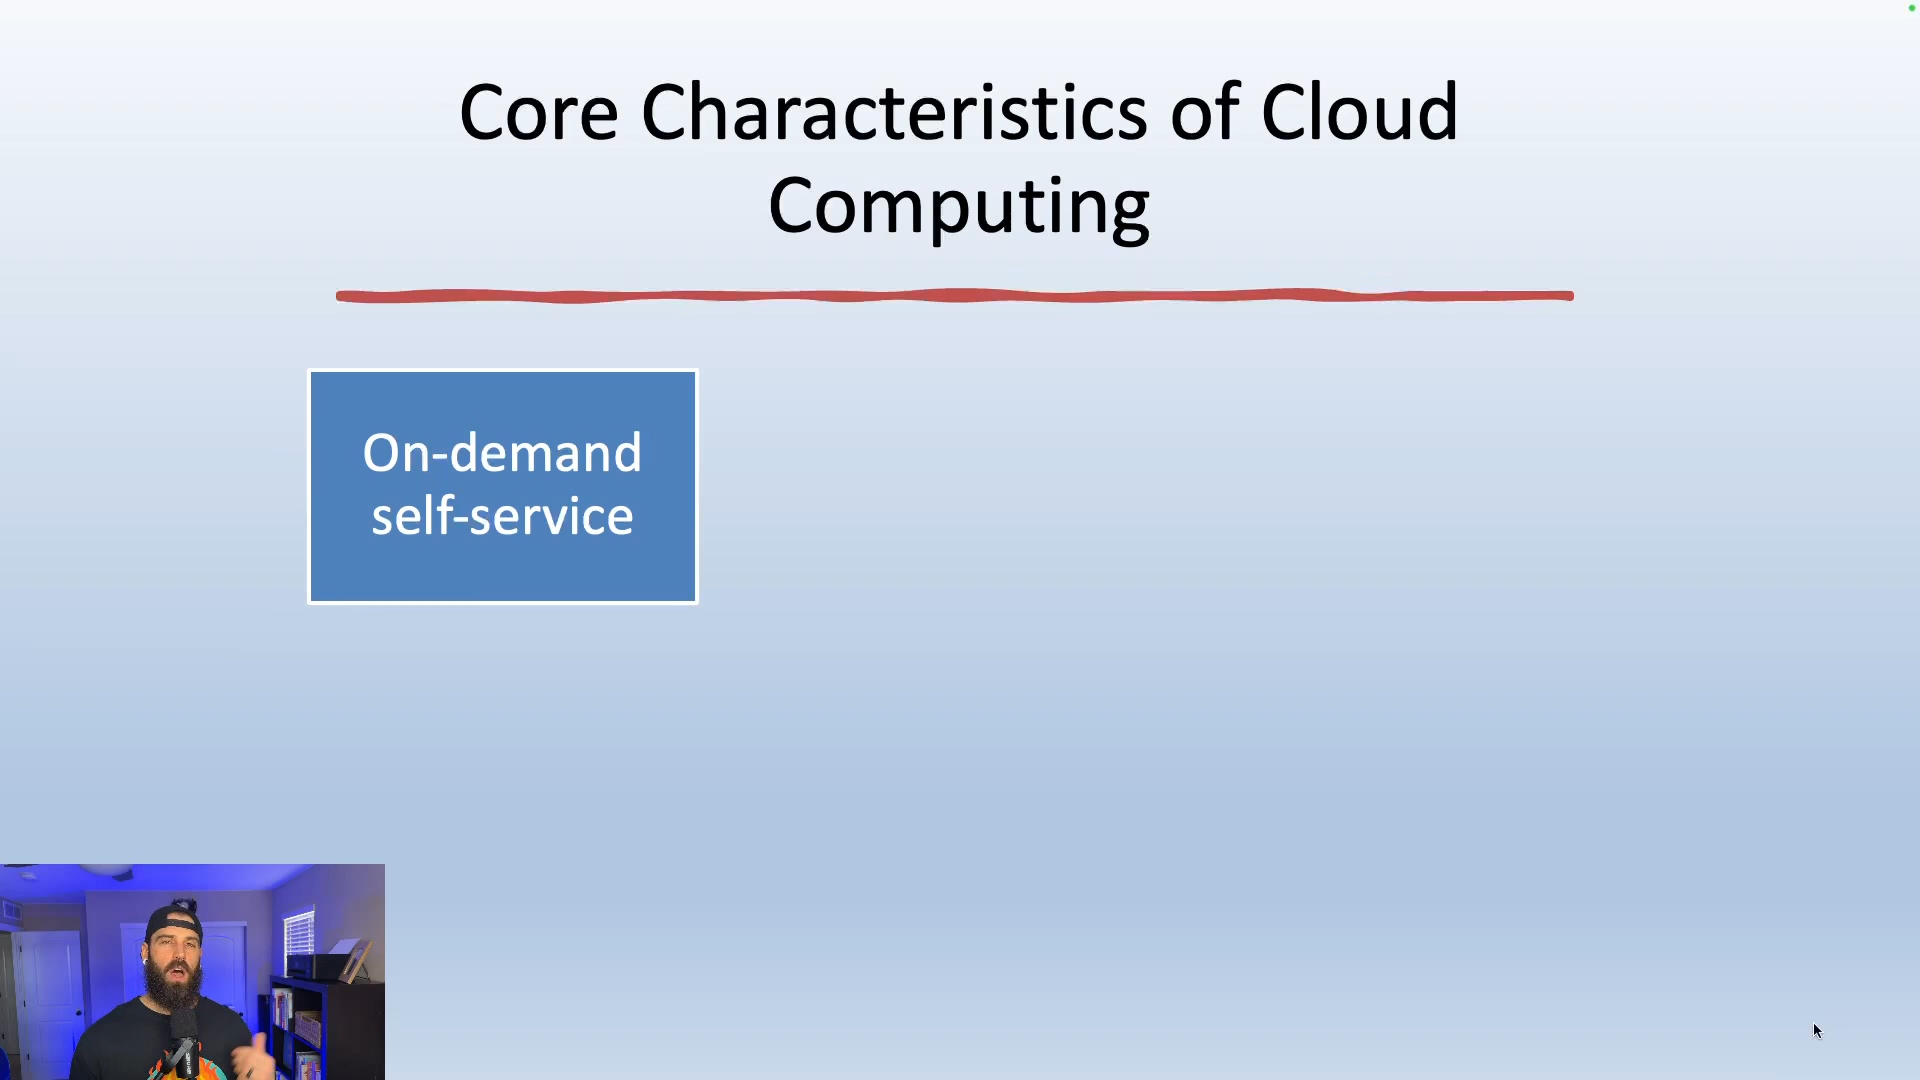 Core Characteristics of Cloud
Computing
On-demand
self-service